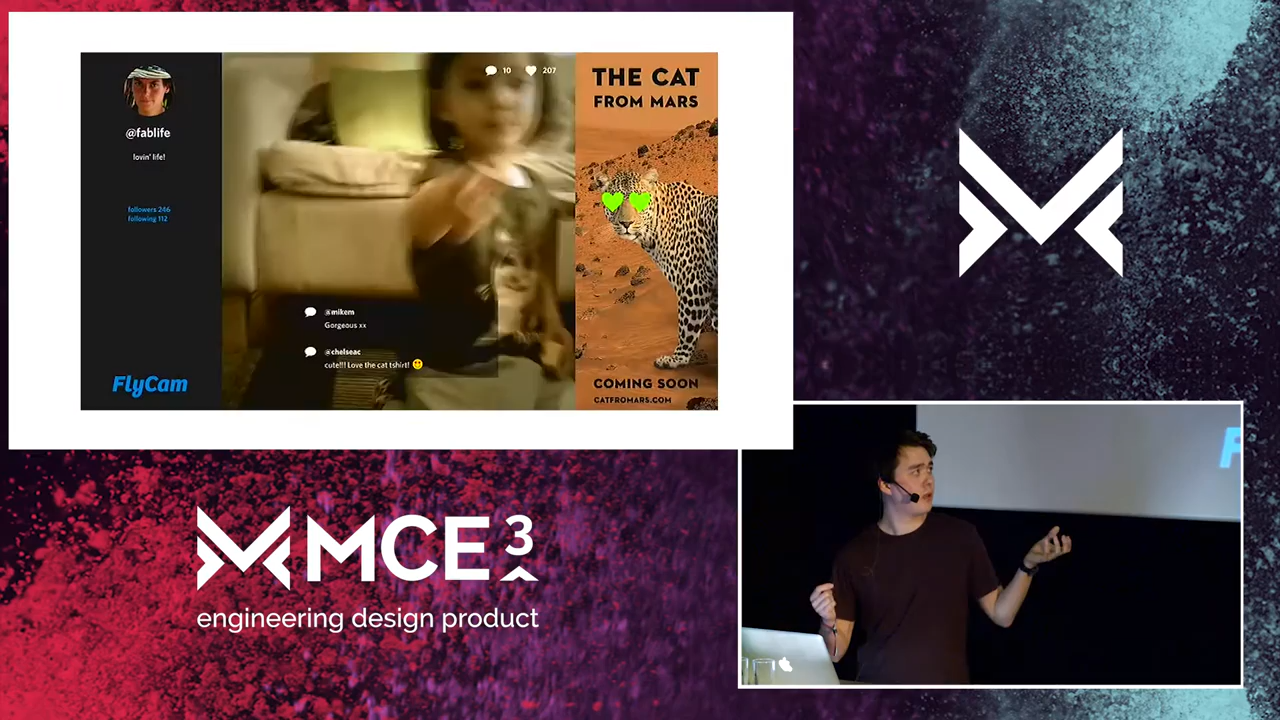 @fablife
lovin' life!
followers 246
following 112
FlyCam
10
207
@mikem
Gorgeous xx
@chelseac
cute!!! Love the cat tshirt! 🙂
THE CAT
FROM MARS
COMING SOON
CATFROMARS.COM
MCE 3
engineering design product
F